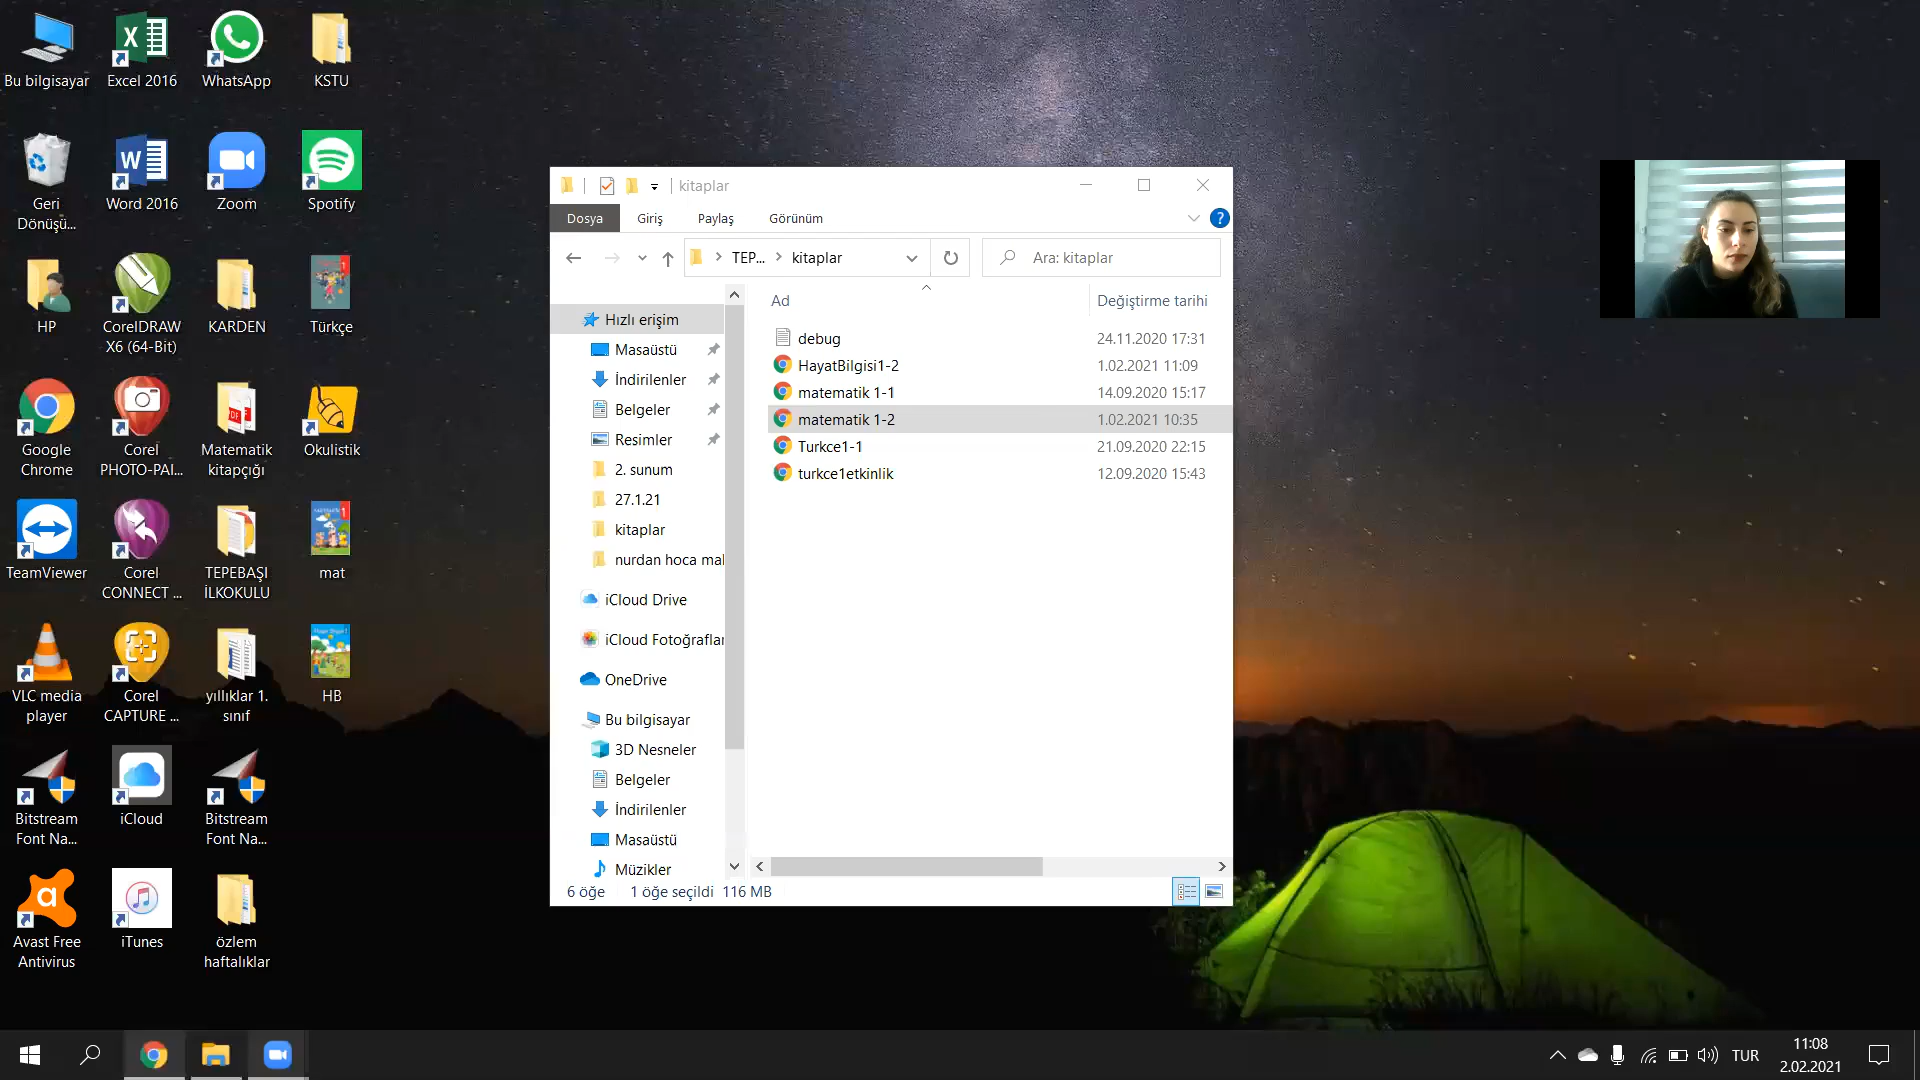 Bu bilgisayar
Excel 2016
WhatsApp
KSTU
Geri
Dönüşü...
Word 2016
Zoom
Spotify
HP
CorelDRAW
X6 (64-Bit)
KARDEN
Türkçe
Google
Chrome
Corel
PHOTO-PAI...
Matematik
kitapçığı
Okulistik
TeamViewer
Corel
CONNECT ...
TEPEBAŞI
İLKOKULU
mat
VLC media
player
Corel
CAPTURE ...
yıllıklar 1.
sınıf
HB
Bitstream
Font Na...
iCloud
Bitstream
Font Na...
Avast Free
Antivirus
iTunes
özlem
haftalıklar
kitaplar
Dosya
Giriş
Paylaş
Görünüm
TEP...
kitaplar
Ara: kitaplar
Ad
Değiştirme tarihi
Hızlı erişim
Masaüstü
İndirilenler
Belgeler
Resimler
2. sunum
27.1.21
kitaplar
nurdan hoca mal
iCloud Drive
iCloud Fotoğraflar
OneDrive
Bu bilgisayar
3D Nesneler
Belgeler
İndirilenler
Masaüstü
Müzikler
debug 24.11.2020 17:31
HayatBilgisi1-2 1.02.2021 11:09
matematik 1-1 14.09.2020 15:17
matematik 1-2 1.02.2021 10:35
Turkce1-1 21.09.2020 22:15
turkce1etkinlik 12.09.2020 15:43
6 öğe 1 öğe seçildi 116 MB
TUR
11:08
2.02.2021